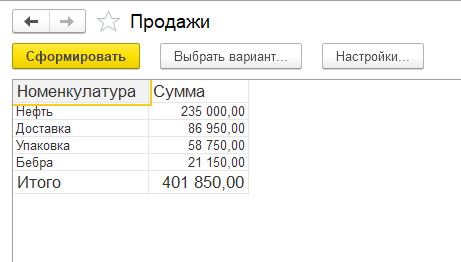 Продажи
Сформировать Выбрать вариант... Настройки...
Номенкулатура Сумма
Нефть 235 000,00
Доставка 86 950,00
Упаковка 58 750,00
Бебра 21 150,00
Итого 401 850,00